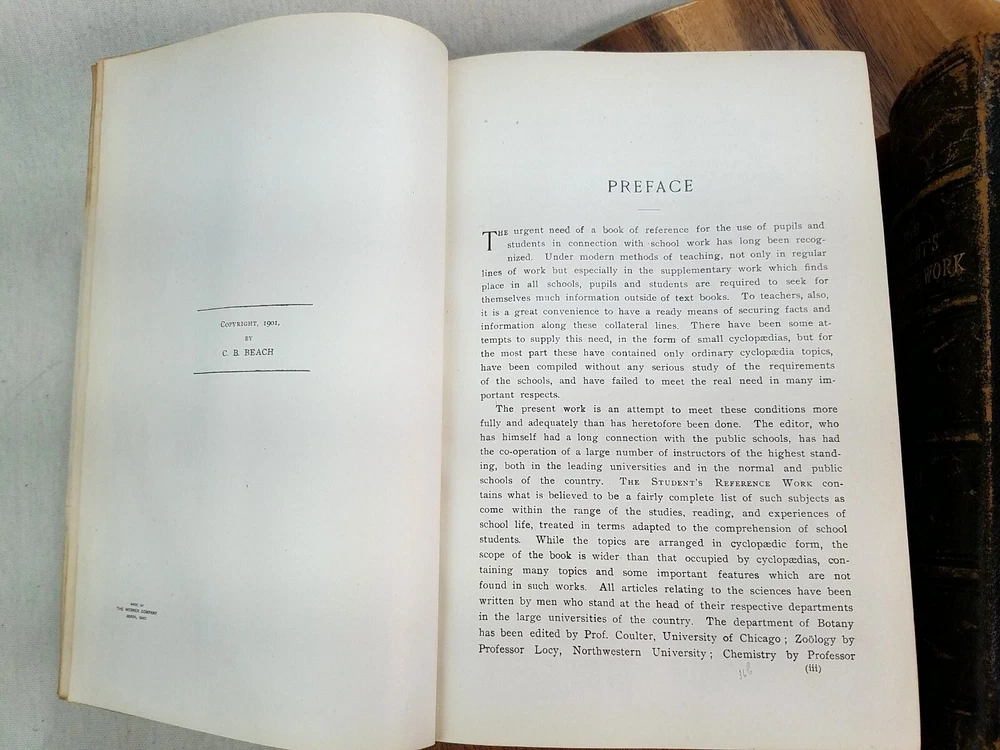 COPYRIGHT, 1901,
BY
C. B. BEACH
MADE BY
THE WERNER COMPANY
AKRON, OHIO
PREFACE
THE urgent need of a book of reference for the use of pupils and
students in connection with school work has long been recog-
nized. Under modern methods of teaching, not only in regular
lines of work but especially in the supplementary work which finds
place in all schools, pupils and students are required to seek for
themselves much information outside of text books. To teachers, also,
it is a great convenience to have a ready means of securing facts and
information along these collateral lines. There have been some at-
tempts to supply this need, in the form of small cyclopædias, but for
the most part these have contained only ordinary cyclopædia topics,
have been compiled without any serious study of the requirements
of the schools, and have failed to meet the real need in many im-
portant respects.
The present work is an attempt to meet these conditions more
fully and adequately than has heretofore been done. The editor, who
has himself had a long connection with the public schools, has had
the co-operation of a large number of instructors of the highest stand-
ing, both in the leading universities and in the normal and public
schools of the country. THE STUDENT'S REFERENCE WORK con-
tains what is believed to be a fairly complete list of such subjects as
come within the range of the studies, reading, and experiences of
school life, treated in terms adapted to the comprehension of school
students. While the topics are arranged in cyclopædic form, the
scope of the book is wider than that occupied by cyclopædias, con-
taining many topics and some important features which are not
found in such works. All articles relating to the sciences have been
written by men who stand at the head of their respective departments
in the large universities of the country. The department of Botany
has been edited by Prof. Coulter, University of Chicago; Zoölogy by
Professor Locy, Northwestern University; Chemistry by Professor
(iii)
WORK